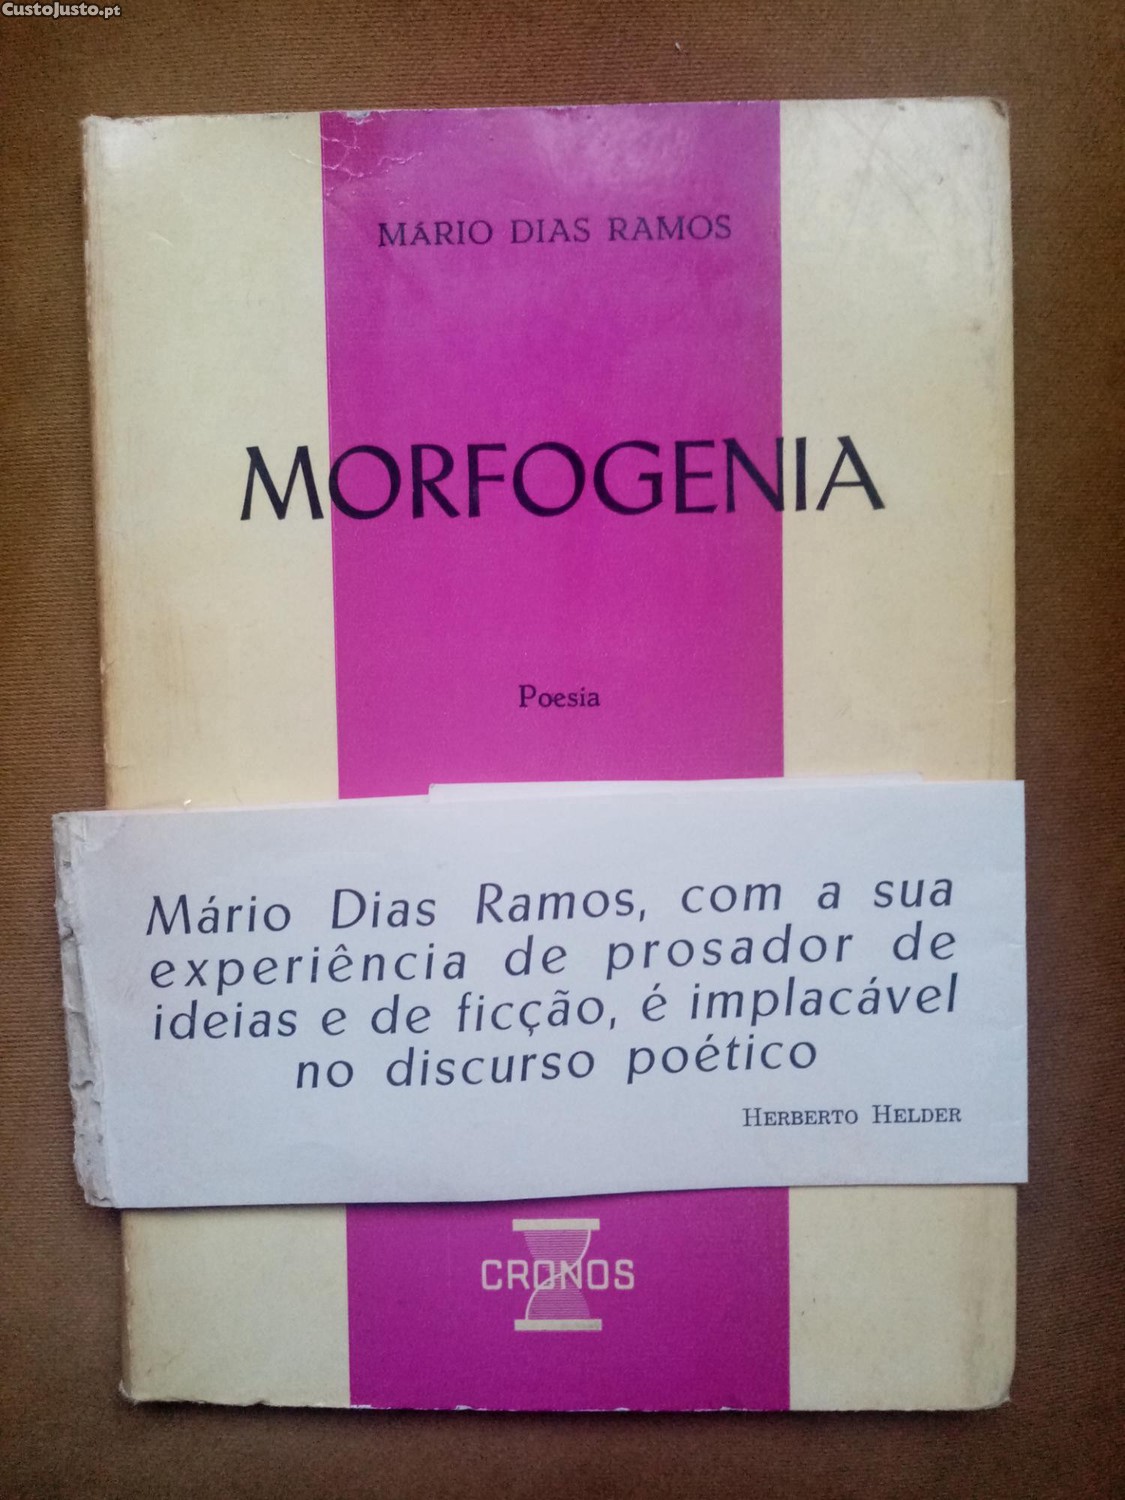 CustoJusto.pt
MÁRIO DIAS RAMOS
MORFOGENIA
Poesia
Mário Dias Ramos, com a sua
experiência de prosador de
ideias e de ficção, é implacável
no discurso poético
HERBERTO HELDER
CRONOS